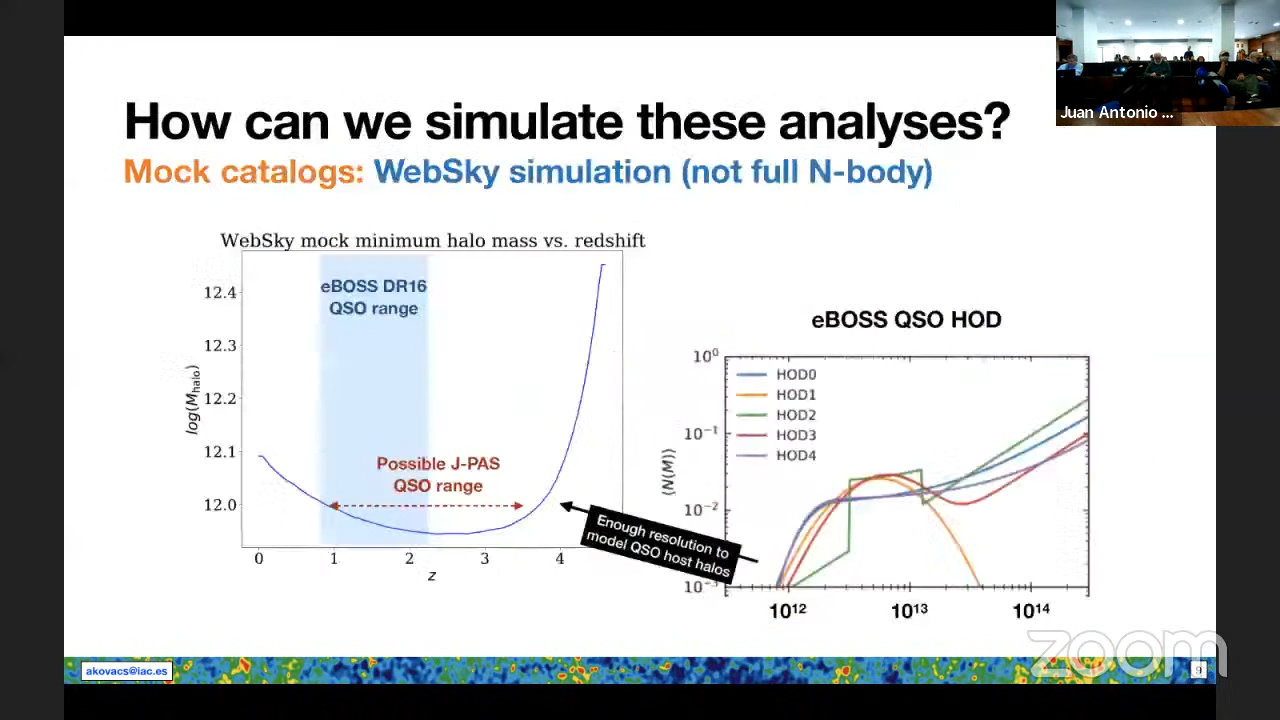 Juan Antonio ...
How can we simulate these analyses?
Mock catalogs: WebSky simulation (not full N-body)
WebSky mock minimum halo mass vs. redshift
eBOSS DR16
QSO range
12.4
12.3
12.2
12.1
12.0
log(M_halo)
Possible J-PAS
QSO range
0 1 2 3 4
z
Enough resolution to
model QSO host halos
eBOSS QSO HOD
HOD0
HOD1
HOD2
HOD3
HOD4
10⁰
10⁻¹
10⁻²
10⁻³
⟨N(M)⟩
10¹² 10¹³ 10¹⁴
akovacs@iac.es
zoom
9